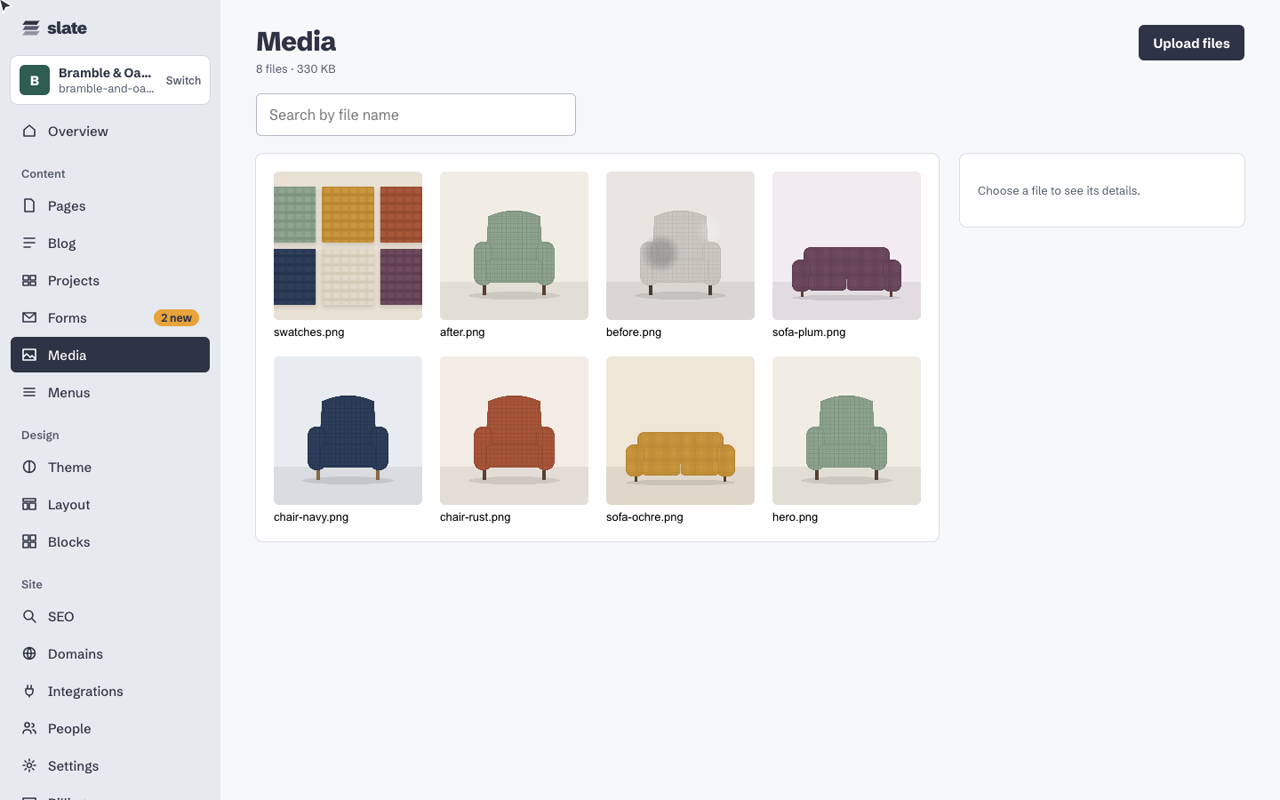 slate
B
Bramble & Oa...
bramble-and-oa...
Switch
Overview
Content
Pages
Blog
Projects
Forms
2 new
Media
Menus
Design
Theme
Layout
Blocks
Site
SEO
Domains
Integrations
People
Settings
Media
8 files · 330 KB
Upload files
Search by file name
swatches.png
after.png
before.png
sofa-plum.png
chair-navy.png
chair-rust.png
sofa-ochre.png
hero.png
Choose a file to see its details.